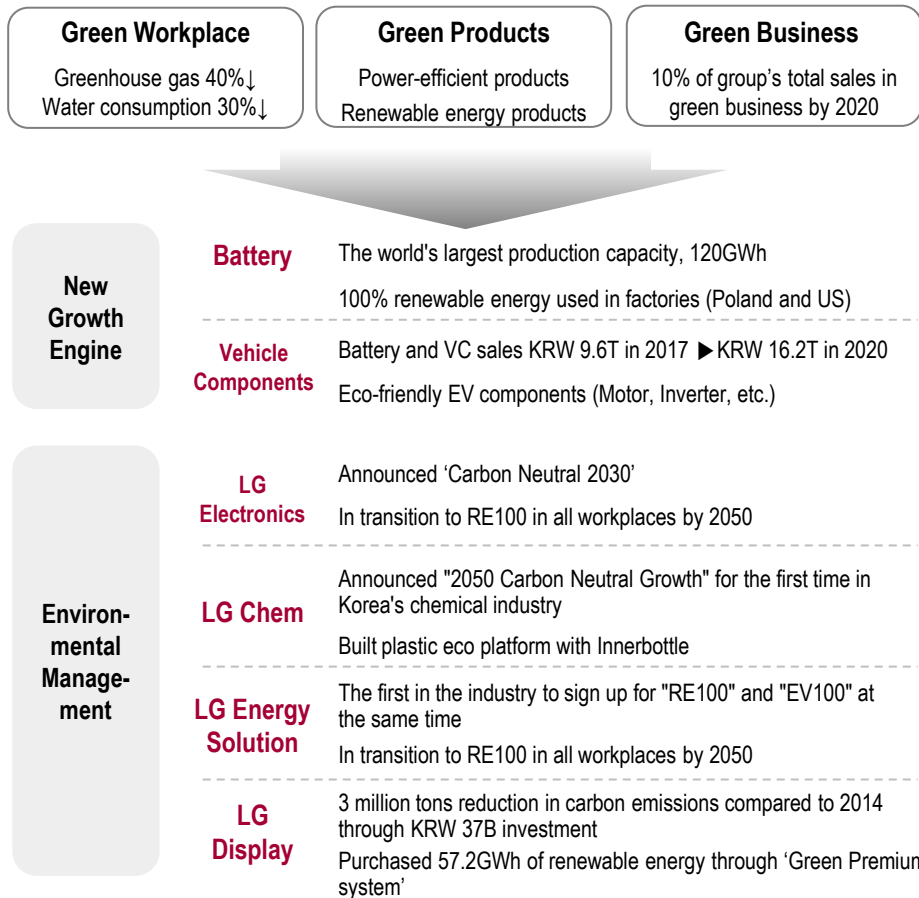 Green Workplace
Greenhouse gas 40%↓
Water consumption 30%↓
Green Products
Power-efficient products
Renewable energy products
Green Business
10% of group's total sales in
green business by 2020
New
Growth
Engine
Battery
The world's largest production capacity, 120GWh
100% renewable energy used in factories (Poland and US)
Vehicle
Components
Battery and VC sales KRW 9.6T in 2017 ▶KRW 16.2T in 2020
Eco-friendly EV components (Motor, Inverter, etc.)
Environ-
mental
Manage-
ment
LG
Electronics
Announced ‘Carbon Neutral 2030’
In transition to RE100 in all workplaces by 2050
LG Chem
Announced "2050 Carbon Neutral Growth" for the first time in
Korea's chemical industry
Built plastic eco platform with Innerbottle
LG Energy
Solution
The first in the industry to sign up for "RE100" and "EV100" at
the same time
In transition to RE100 in all workplaces by 2050
LG
Display
3 million tons reduction in carbon emissions compared to 2014
through KRW 37B investment
Purchased 57.2GWh of renewable energy through ‘Green Premium
system’